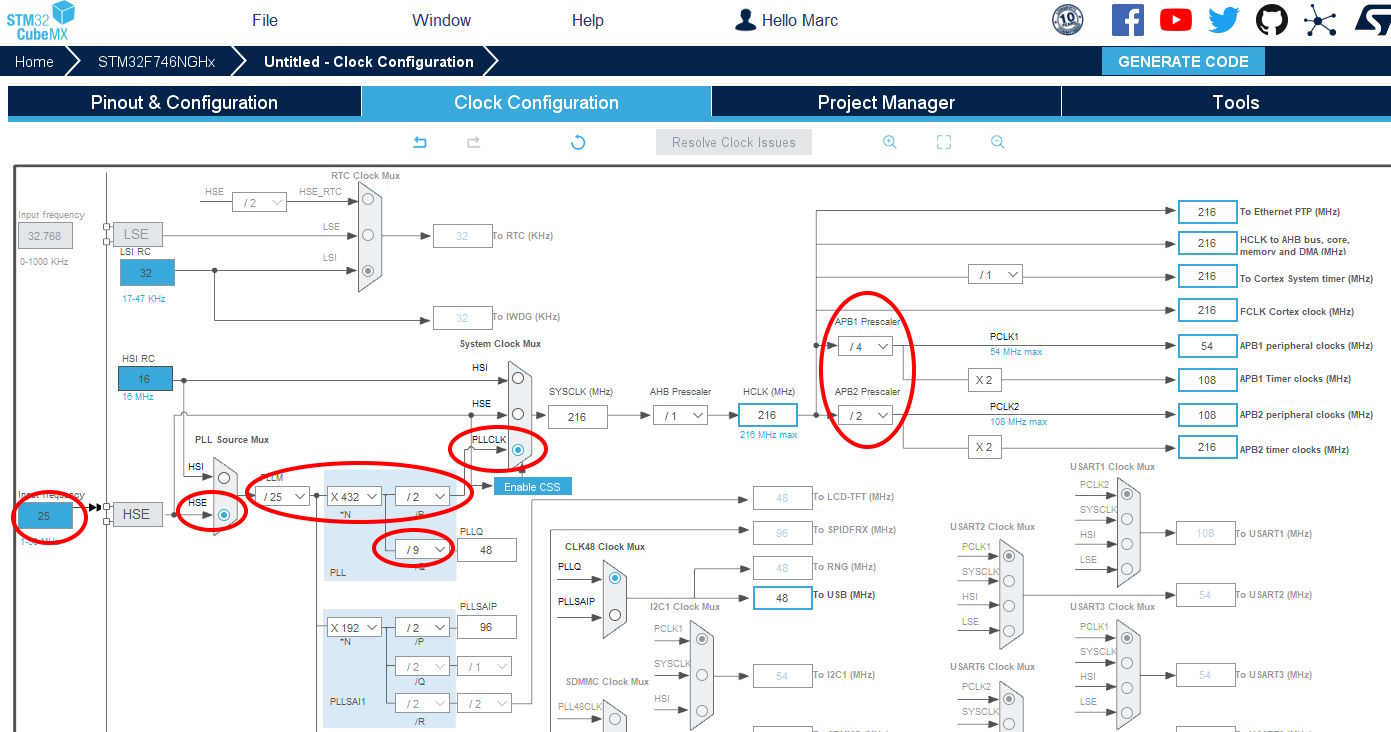 STM32
CubeMX
File
Window
Help
Hello Marc
10
Home
STM32F746NGHx
Untitled - Clock Configuration
GENERATE CODE
Pinout & Configuration
Clock Configuration
Project Manager
Tools
Resolve Clock Issues
RTC Clock Mux
HSE
/ 2
HSE_RTC
Input frequency
32.768
0-1000 KHz
LSE
LSE
LSI RC
32
17-47 KHz
LSI
32
To RTC (KHz)
32
To IWDG (KHz)
216
To Ethernet PTP (MHz)
216
HCLK to AHB bus, core,
memory and DMA (MHz)
/ 1
216
To Cortex System timer (MHz)
216
FCLK Cortex clock (MHz)
APB1 Prescaler
/ 4
PCLK1
54 MHz max
54
APB1 peripheral clocks (MHz)
X 2
108
APB1 Timer clocks (MHz)
APB2 Prescaler
/ 2
PCLK2
108 MHz max
108
APB2 peripheral clocks (MHz)
X 2
216
APB2 timer clocks (MHz)
System Clock Mux
HSI RC
16
16 MHz
HSI
HSE
PLLCLK
SYSCLK (MHz)
216
AHB Prescaler
/ 1
HCLK (MHz)
216
216 MHz max
Enable CSS
PLL Source Mux
HSI
HSE
Input frequency
25
HSE
PLLM
/ 25
X 432
*N
/ 2
/ 9
/Q
PLL
PLLQ
48
48
To LCD-TFT (MHz)
96
To SPIDFRX (MHz)
CLK48 Clock Mux
PLLQ
PLLSAIP
48
To RNG (MHz)
48
To USB (MHz)
X 192
*N
/ 2
/P
PLLSAIP
96
/ 2
/Q
/ 1
/ 2
/R
/ 2
PLLSAI1
I2C1 Clock Mux
PCLK1
SYSCLK
HSI
54
To I2C1 (MHz)
SDMMC Clock Mux
PLL48CLK
USART1 Clock Mux
PCLK2
SYSCLK
HSI
LSE
108
To USART1 (MHz)
USART2 Clock Mux
PCLK1
SYSCLK
HSI
LSE
54
To USART2 (MHz)
USART3 Clock Mux
PCLK1
SYSCLK
HSI
LSE
54
To USART3 (MHz)
USART6 Clock Mux
PCLK2
SYSCLK